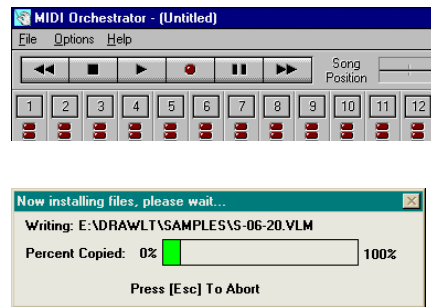 MIDI Orchestrator - (Untitled)
File Options Help
Song
Position
1 2 3 4 5 6 7 8 9 10 11 12
Now installing files, please wait...
Writing: E:\DRAWLT\SAMPLES\S-06-20.VLM
Percent Copied: 0% 100%
Press [Esc] To Abort